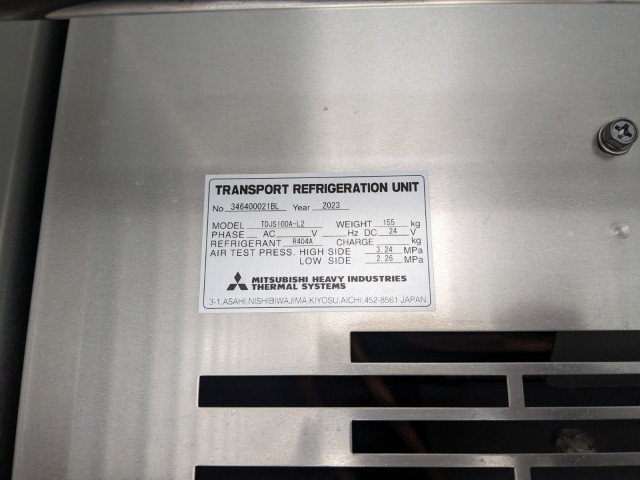 TRANSPORT REFRIGERATION UNIT
No 346400021BL Year 2023
MODEL TDJS100A-L2 WEIGHT 155 kg
PHASE AC V Hz DC 24 V
REFRIGERANT R404A CHARGE kg
AIR TEST PRESS. HIGH SIDE 3.24 MPa
LOW SIDE 2.26 MPa
MITSUBISHI HEAVY INDUSTRIES
THERMAL SYSTEMS
3-1,ASAHI,NISHIBIWAJIMA,KIYOSU,AICHI,452-8561 JAPAN